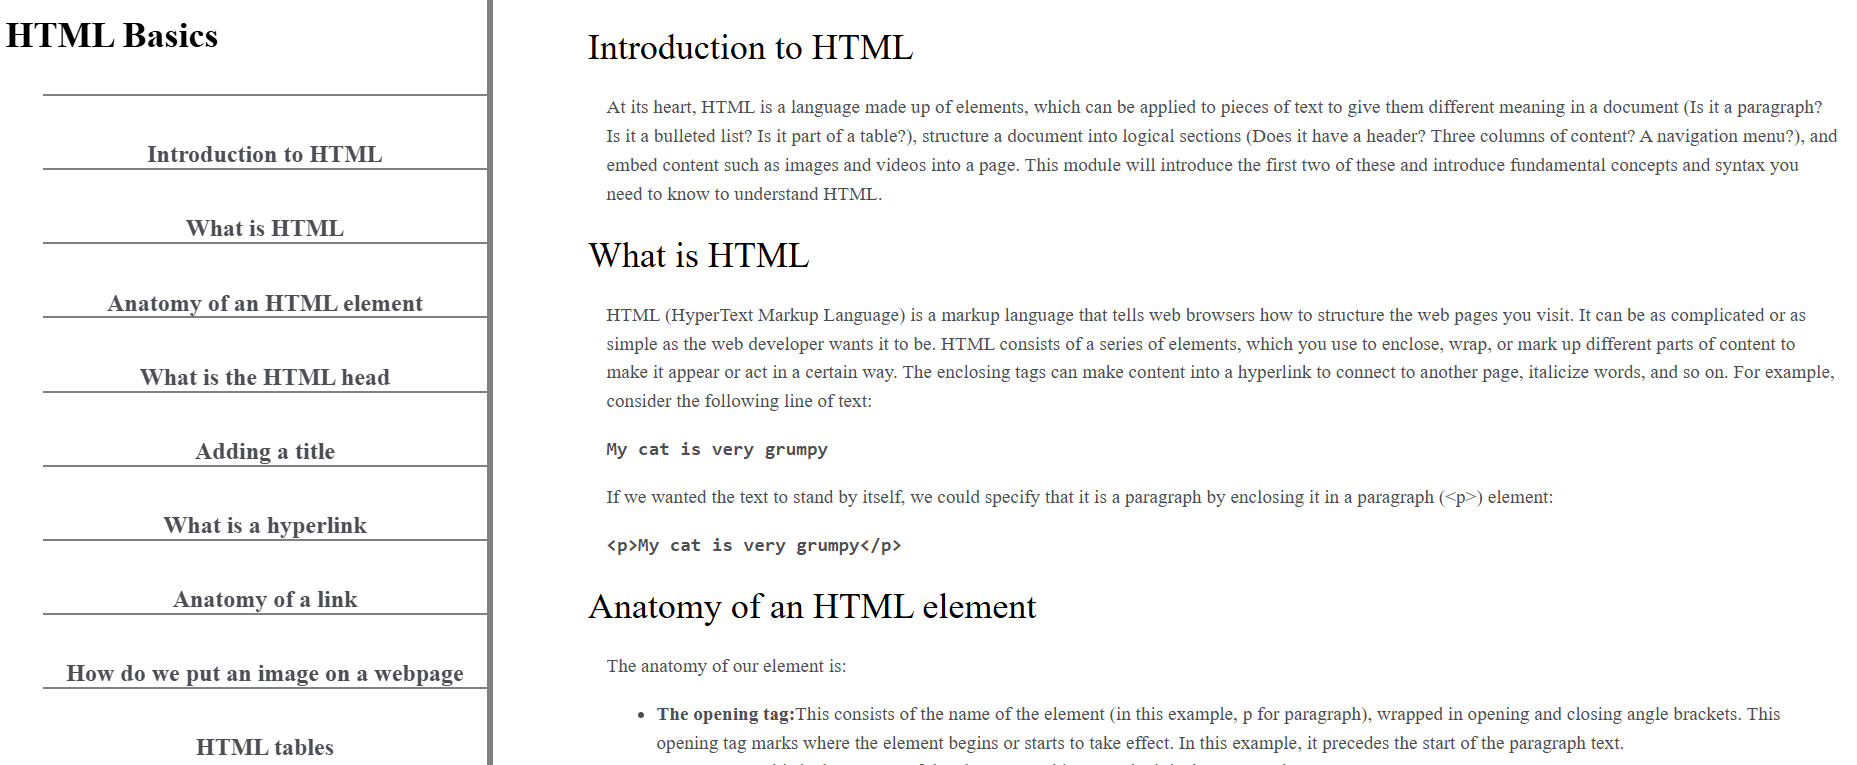 HTML Basics
Introduction to HTML
What is HTML
Anatomy of an HTML element
What is the HTML head
Adding a title
What is a hyperlink
Anatomy of a link
How do we put an image on a webpage
HTML tables
Introduction to HTML
At its heart, HTML is a language made up of elements, which can be applied to pieces of text to give them different meaning in a document (Is it a paragraph?
Is it a bulleted list? Is it part of a table?), structure a document into logical sections (Does it have a header? Three columns of content? A navigation menu?), and
embed content such as images and videos into a page. This module will introduce the first two of these and introduce fundamental concepts and syntax you
need to know to understand HTML.
What is HTML
HTML (HyperText Markup Language) is a markup language that tells web browsers how to structure the web pages you visit. It can be as complicated or as
simple as the web developer wants it to be. HTML consists of a series of elements, which you use to enclose, wrap, or mark up different parts of content to
make it appear or act in a certain way. The enclosing tags can make content into a hyperlink to connect to another page, italicize words, and so on. For example,
consider the following line of text:
My cat is very grumpy
If we wanted the text to stand by itself, we could specify that it is a paragraph by enclosing it in a paragraph (<p>) element:
<p>My cat is very grumpy</p>
Anatomy of an HTML element
The anatomy of our element is:
• The opening tag:This consists of the name of the element (in this example, p for paragraph), wrapped in opening and closing angle brackets. This
opening tag marks where the element begins or starts to take effect. In this example, it precedes the start of the paragraph text.